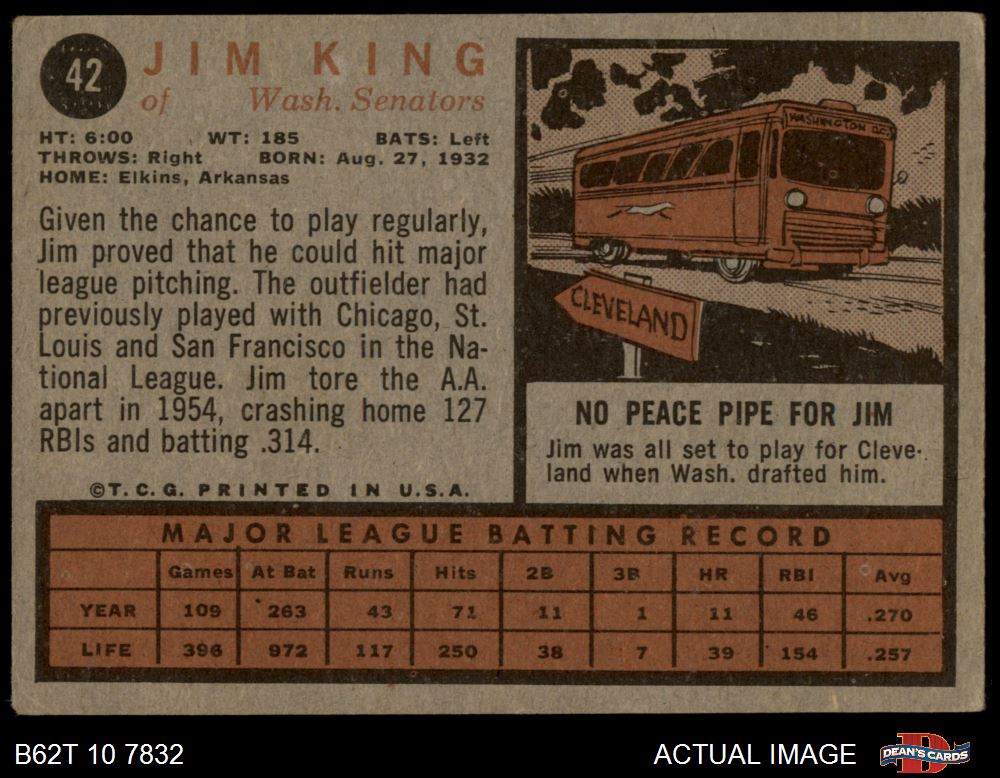 42
JIM KING
of Wash. Senators
HT: 6:00 WT: 185 BATS: Left
THROWS: Right BORN: Aug. 27, 1932
HOME: Elkins, Arkansas
Given the chance to play regularly,
Jim proved that he could hit major
league pitching. The outfielder had
previously played with Chicago, St.
Louis and San Francisco in the Na-
tional League. Jim tore the A.A.
apart in 1954, crashing home 127
RBIs and batting .314.
©T.C.G. PRINTED IN U.S.A.
WASHINGTON D.C.
CLEVELAND
NO PEACE PIPE FOR JIM
Jim was all set to play for Cleve-
land when Wash. drafted him.
MAJOR LEAGUE BATTING RECORD
Games At Bat Runs Hits 2B 3B HR RBI Avg
YEAR 109 263 43 71 11 1 11 46 .270
LIFE 396 972 117 250 38 7 39 154 .257
B62T 10 7832
ACTUAL IMAGE
DEAN'S CARDS